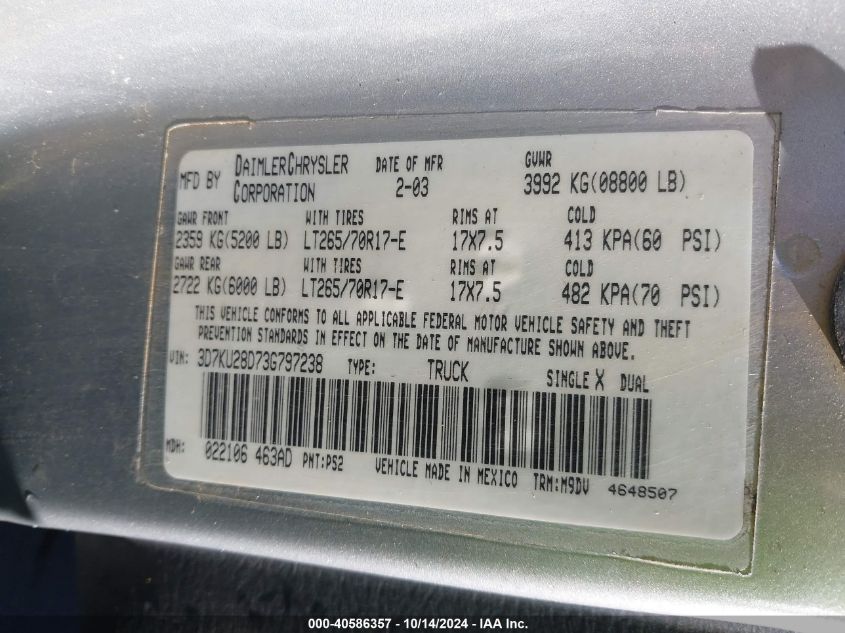 MFD BY DAIMLERCHRYSLER CORPORATION DATE OF MFR 2-03 GVWR 3992 KG(08800 LB)
GAWR FRONT WITH TIRES RIMS AT COLD
2359 KG(5200 LB) LT265/70R17-E 17X7.5 413 KPA(60 PSI)
GAWR REAR WITH TIRES RIMS AT COLD
2722 KG(6000 LB) LT265/70R17-E 17X7.5 482 KPA(70 PSI)
THIS VEHICLE CONFORMS TO ALL APPLICABLE FEDERAL MOTOR VEHICLE SAFETY AND THEFT
PREVENTION STANDARDS IN EFFECT ON THE DATE OF MANUFACTURE SHOWN ABOVE.
VIN: 3D7KU28D73G797238 TYPE: TRUCK SINGLE X DUAL
MDH: 022106 463AD PNT:PS2 VEHICLE MADE IN MEXICO TRM:M9DV 4648507
000-40586357 - 10/14/2024 - IAA Inc.